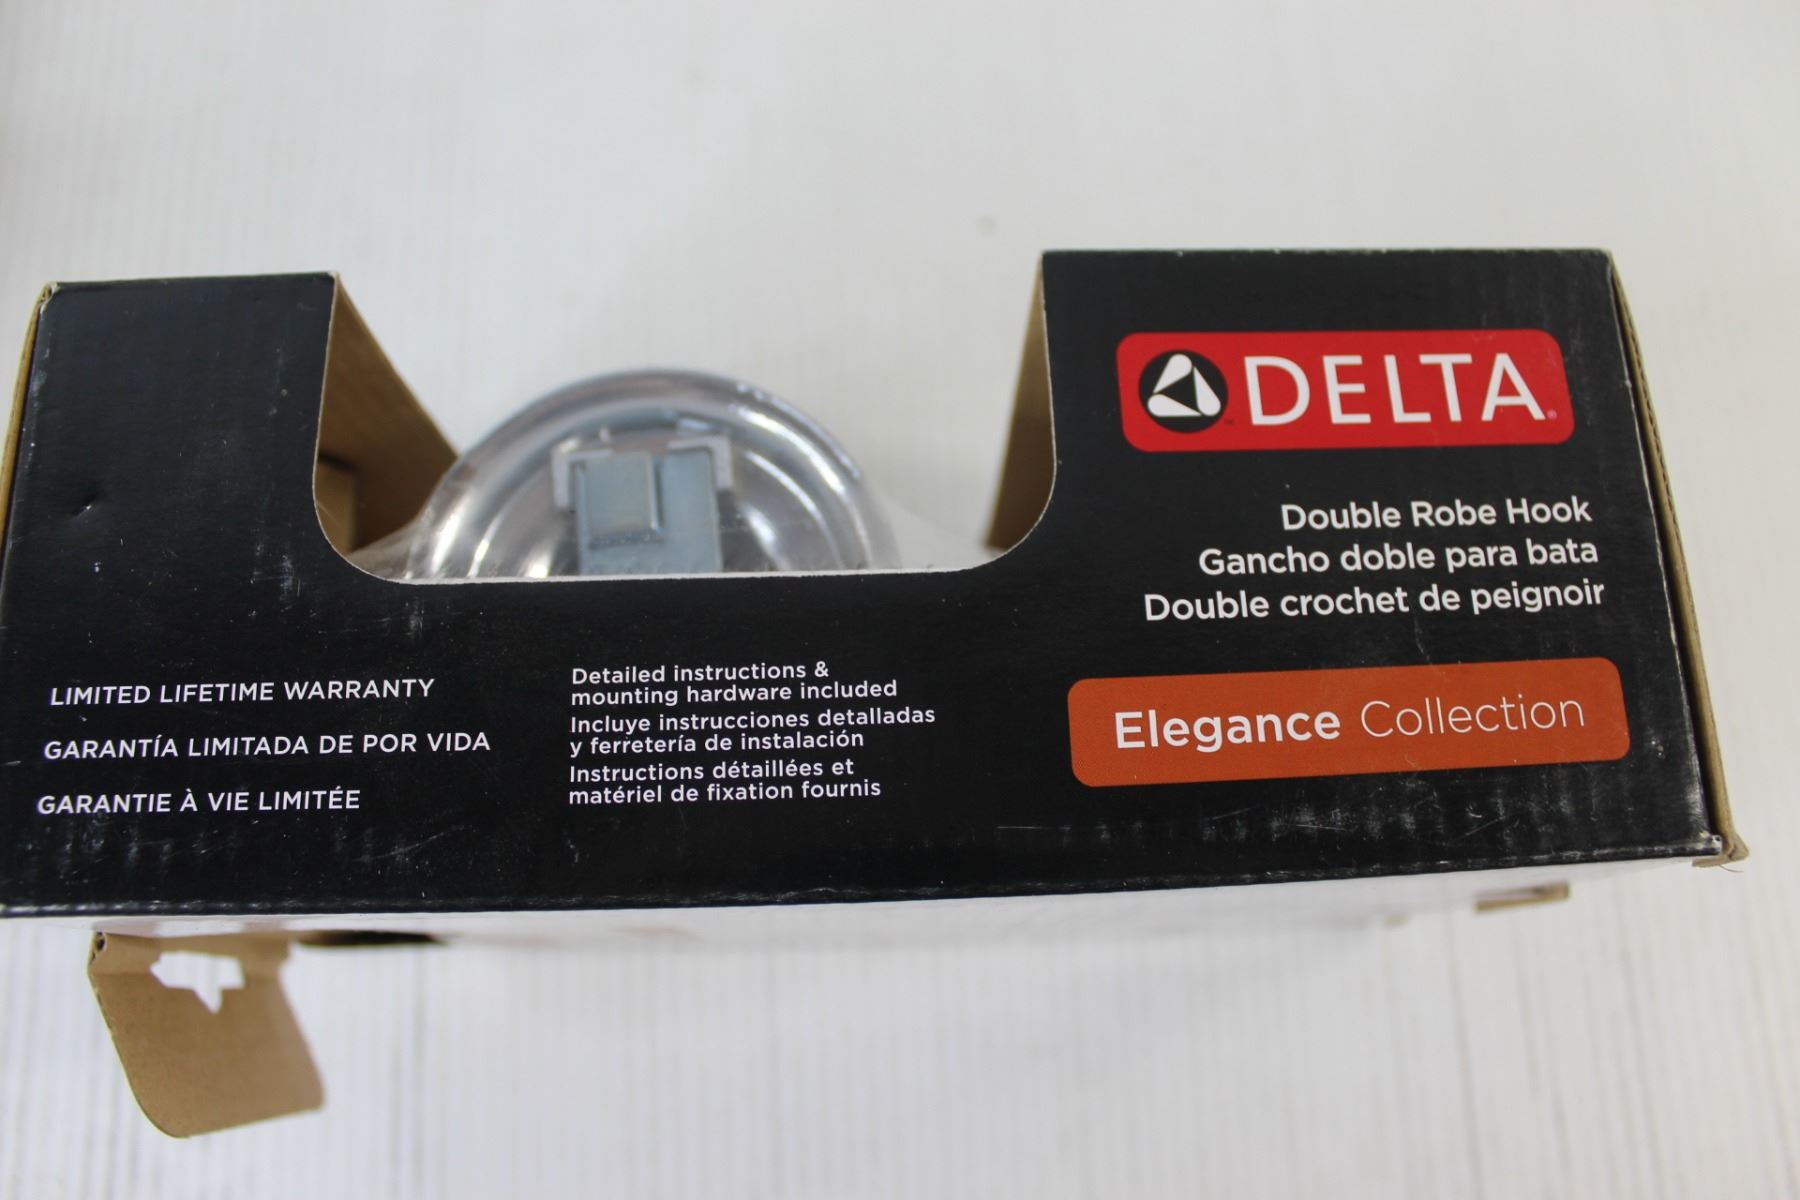 DELTA
Double Robe Hook
Gancho doble para bata
Double crochet de peignoir
Elegance Collection
LIMITED LIFETIME WARRANTY
GARANTÍA LIMITADA DE POR VIDA
GARANTIE À VIE LIMITÉE
Detailed instructions &
mounting hardware included
Incluye instrucciones detalladas
y ferretería de instalación
Instructions détaillées et
matériel de fixation fournis